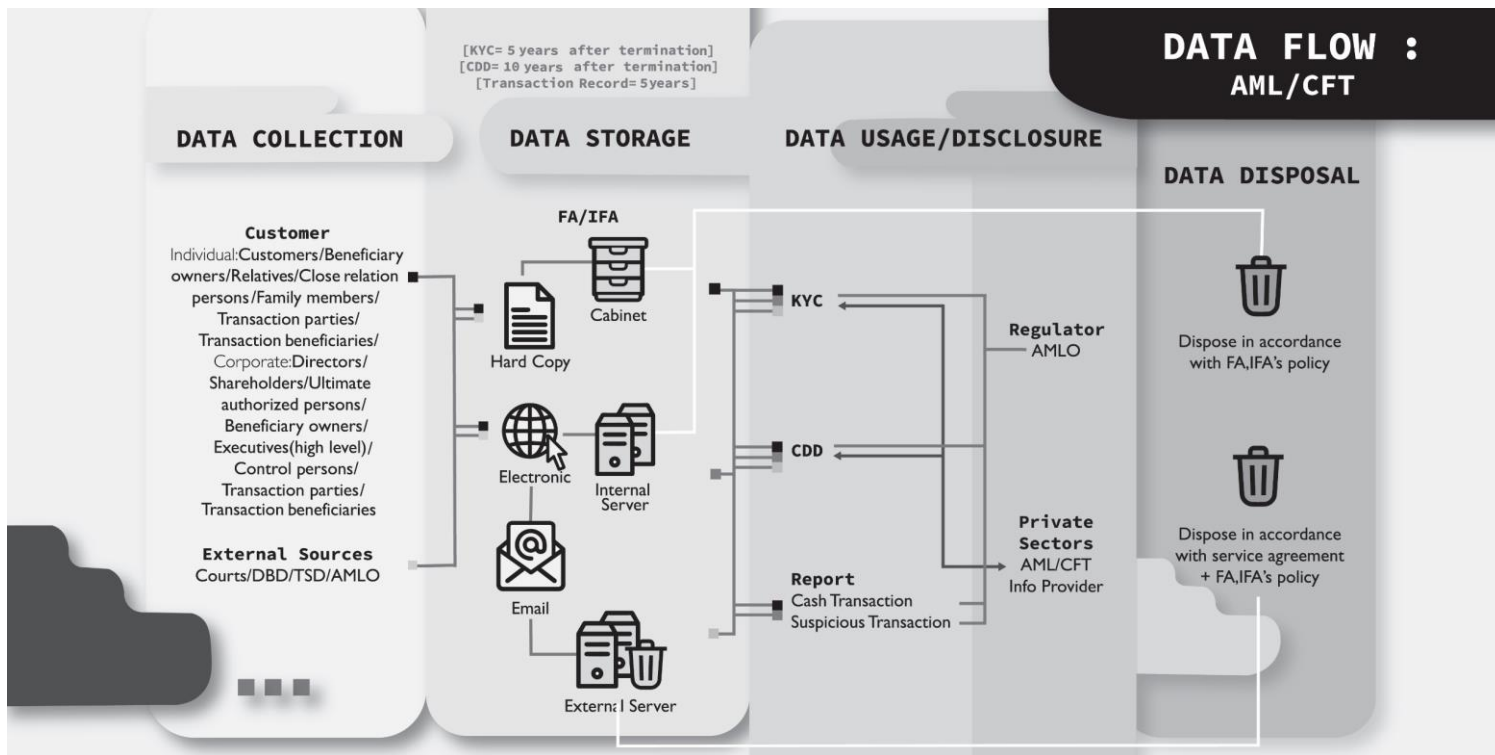 DATA FLOW :
AML/CFT
DATA COLLECTION
Customer
Individual:Customers/Beneficiary
owners/Relatives/Close relation
persons/Family members/
Transaction parties/
Transaction beneficiaries/
Corporate:Directors/
Shareholders/Ultimate
authorized persons/
Beneficiary owners/
Executives(high level)/
Control persons/
Transaction parties/
Transaction beneficiaries
External Sources
Courts/DBD/TSD/AMLO
[KYC= 5 years after termination]
[CDD= 10 years after termination]
[Transaction Record= 5years]
DATA STORAGE
FA/IFA
Cabinet
Hard Copy
Electronic
Internal
Server
@
Email
External Server
DATA USAGE/DISCLOSURE
KYC
CDD
Report
Cash Transaction
Suspicious Transaction
Regulator
AMLO
Private
Sectors
AML/CFT
Info Provider
DATA DISPOSAL
Dispose in accordance
with FA,IFA's policy
Dispose in accordance
with service agreement
+ FA,IFA's policy